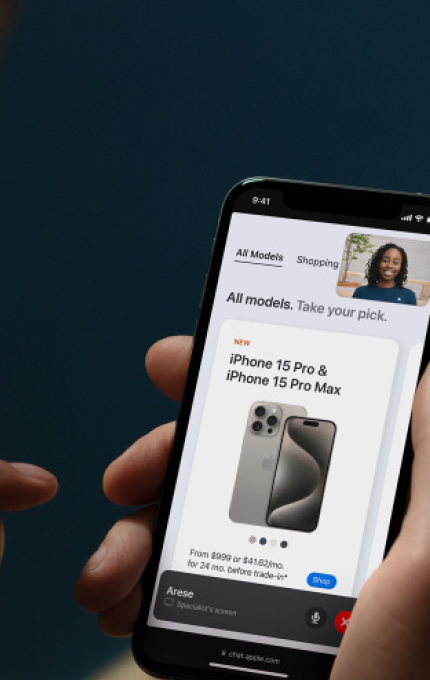 9:41
All Models Shopping
All models. Take your pick.
NEW
iPhone 15 Pro &
iPhone 15 Pro Max
From $999 or $41.62/mo.
for 24 mo. before trade-in*
Shop
Arese
Specialist's screen
chat.apple.com